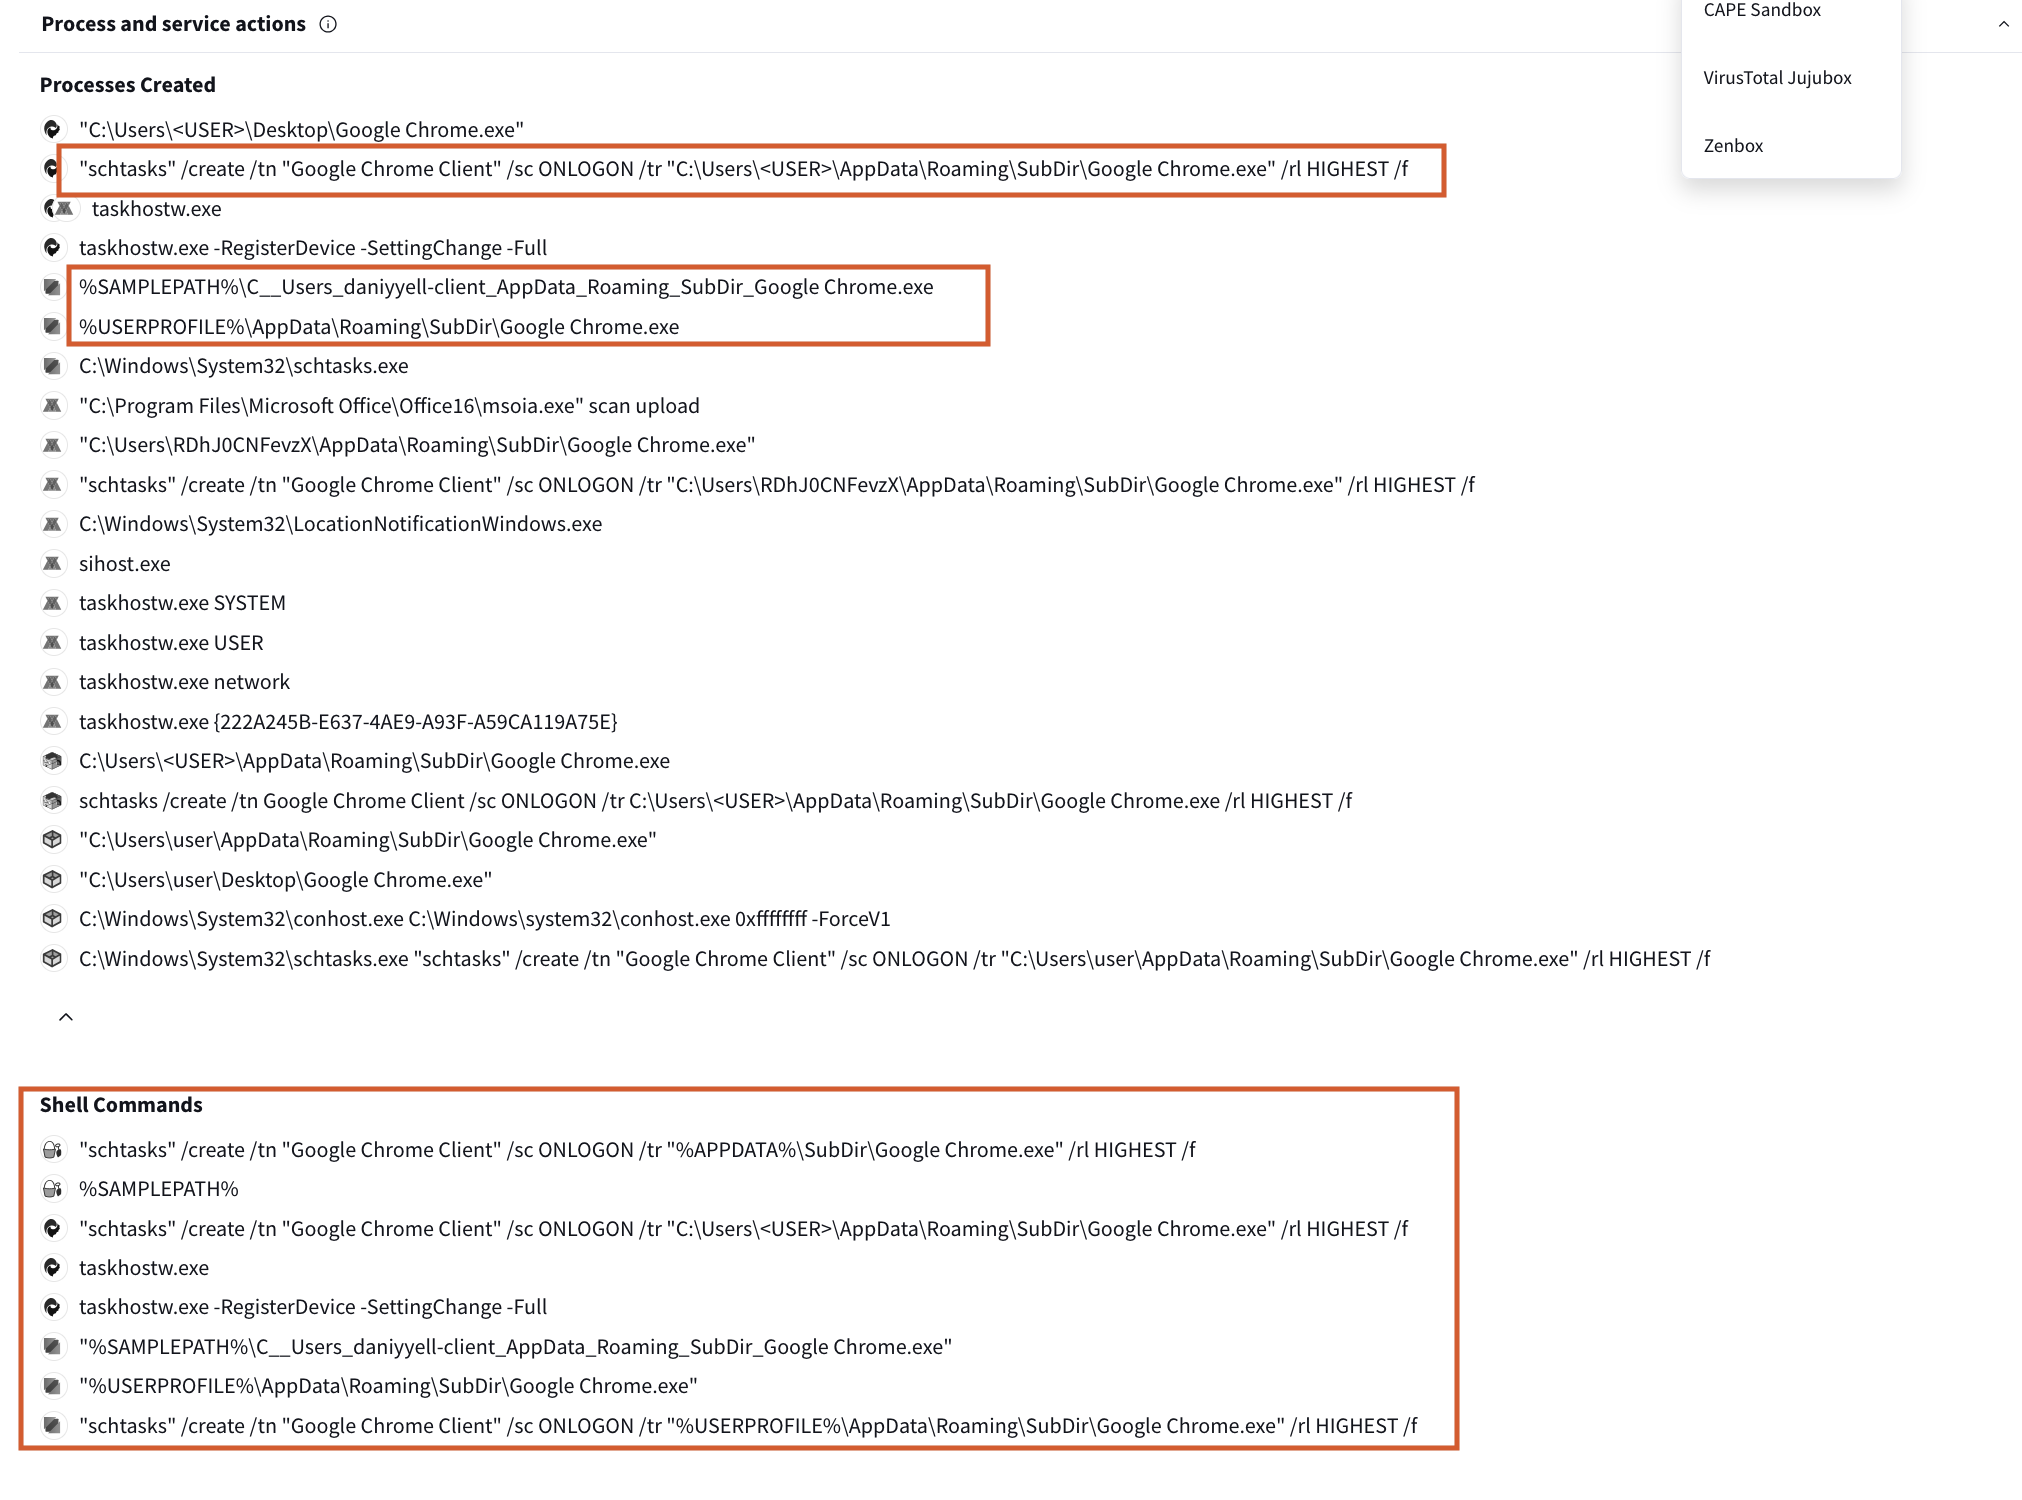 Process and service actions
CAPE Sandbox
VirusTotal Jujubox
Zenbox
Processes Created
"C:\Users\<USER>\Desktop\Google Chrome.exe"
"schtasks" /create /tn "Google Chrome Client" /sc ONLOGON /tr "C:\Users\<USER>\AppData\Roaming\SubDir\Google Chrome.exe" /rl HIGHEST /f
taskhostw.exe
taskhostw.exe -RegisterDevice -SettingChange -Full
%SAMPLEPATH%\C__Users_daniyyell-client_AppData_Roaming_SubDir_Google Chrome.exe
%USERPROFILE%\AppData\Roaming\SubDir\Google Chrome.exe
C:\Windows\System32\schtasks.exe
"C:\Program Files\Microsoft Office\Office16\msoia.exe" scan upload
"C:\Users\RDhJ0CNFevzX\AppData\Roaming\SubDir\Google Chrome.exe"
"schtasks" /create /tn "Google Chrome Client" /sc ONLOGON /tr "C:\Users\RDhJ0CNFevzX\AppData\Roaming\SubDir\Google Chrome.exe" /rl HIGHEST /f
C:\Windows\System32\LocationNotificationWindows.exe
sihost.exe
taskhostw.exe SYSTEM
taskhostw.exe USER
taskhostw.exe network
taskhostw.exe {222A245B-E637-4AE9-A93F-A59CA119A75E}
C:\Users\<USER>\AppData\Roaming\SubDir\Google Chrome.exe
schtasks /create /tn Google Chrome Client /sc ONLOGON /tr C:\Users\<USER>\AppData\Roaming\SubDir\Google Chrome.exe /rl HIGHEST /f
"C:\Users\user\AppData\Roaming\SubDir\Google Chrome.exe"
"C:\Users\user\Desktop\Google Chrome.exe"
C:\Windows\System32\conhost.exe C:\Windows\system32\conhost.exe 0xffffffff -ForceV1
C:\Windows\System32\schtasks.exe "schtasks" /create /tn "Google Chrome Client" /sc ONLOGON /tr "C:\Users\user\AppData\Roaming\SubDir\Google Chrome.exe" /rl HIGHEST /f
Shell Commands
"schtasks" /create /tn "Google Chrome Client" /sc ONLOGON /tr "%APPDATA%\SubDir\Google Chrome.exe" /rl HIGHEST /f
%SAMPLEPATH%
"schtasks" /create /tn "Google Chrome Client" /sc ONLOGON /tr "C:\Users\<USER>\AppData\Roaming\SubDir\Google Chrome.exe" /rl HIGHEST /f
taskhostw.exe
taskhostw.exe -RegisterDevice -SettingChange -Full
"%SAMPLEPATH%\C__Users_daniyyell-client_AppData_Roaming_SubDir_Google Chrome.exe"
"%USERPROFILE%\AppData\Roaming\SubDir\Google Chrome.exe"
"schtasks" /create /tn "Google Chrome Client" /sc ONLOGON /tr "%USERPROFILE%\AppData\Roaming\SubDir\Google Chrome.exe" /rl HIGHEST /f